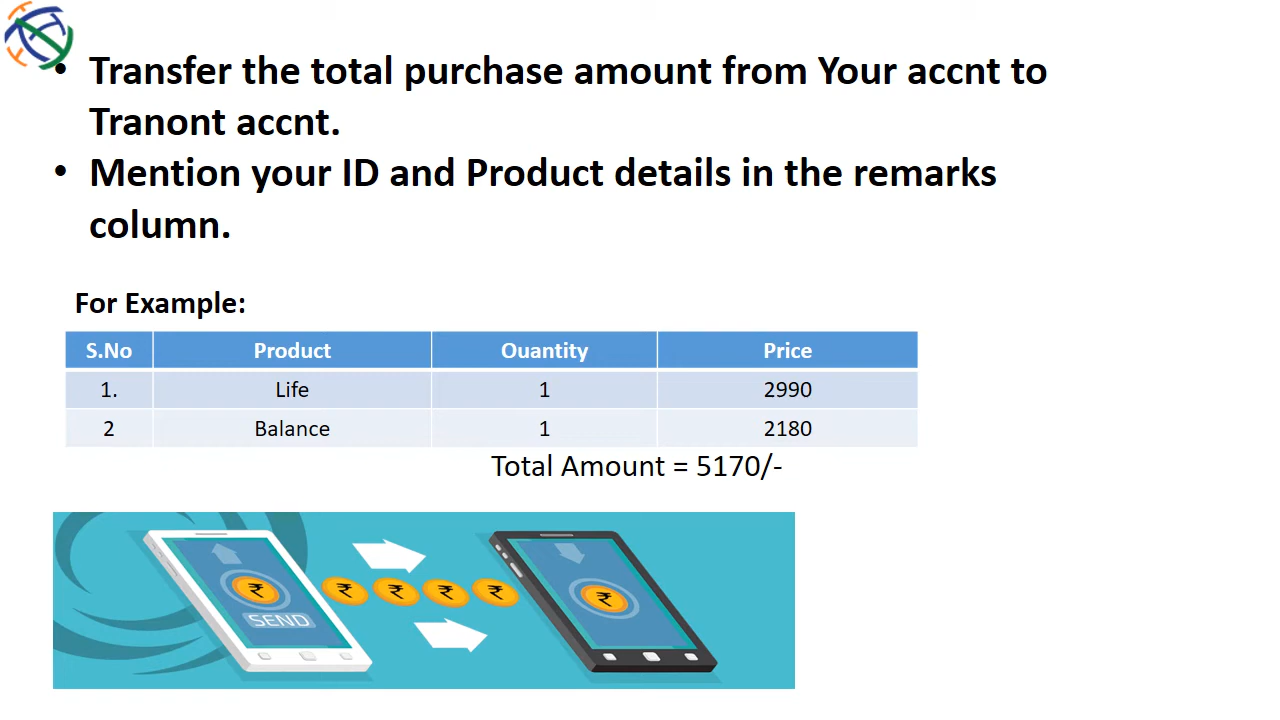 • Transfer the total purchase amount from Your accnt to
Tranont accnt.
• Mention your ID and Product details in the remarks
column.
For Example:
S.No Product Ouantity Price
1. Life 1 2990
2 Balance 1 2180
Total Amount = 5170/-
₹ ₹ ₹ ₹ ₹ ₹
SEND